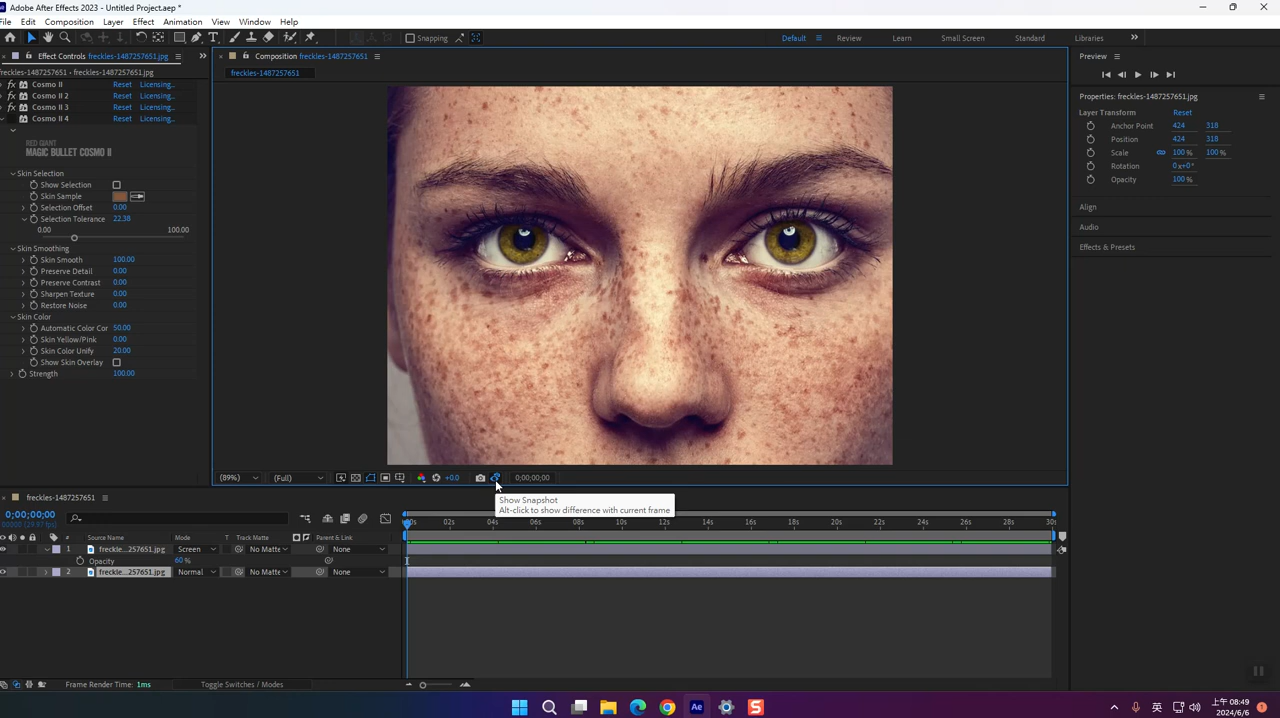 Adobe After Effects 2023 - Untitled Project.aep *
File Edit Composition Layer Effect Animation View Window Help
Snapping
Default Review Learn Small Screen Standard Libraries
Effect Controls freckles-1487257651.jpg
freckles-1487257651 • freckles-1487257651.jpg
Cosmo II Reset Licensing...
Cosmo II 2 Reset Licensing...
Cosmo II 3 Reset Licensing...
Cosmo II 4 Reset Licensing...
RED GIANT
MAGIC BULLET COSMO II
Skin Selection
Show Selection
Skin Sample
Selection Offset 0.00
Selection Tolerance 22.38
0.00 100.00
Skin Smoothing
Skin Smooth 100.00
Preserve Detail 0.00
Preserve Contrast 0.00
Sharpen Texture 0.00
Restore Noise 0.00
Skin Color
Automatic Color Cor 50.00
Skin Yellow/Pink 0.00
Skin Color Unify 20.00
Show Skin Overlay
Strength 100.00
Composition freckles-1487257651
freckles-1487257651
(89%) (Full) +0.0 0;00;00;00
Show Snapshot
Alt-click to show difference with current frame
Preview
Properties: freckles-1487257651.jpg
Layer Transform Reset
Anchor Point 424 318
Position 424 318
Scale 100 % 100 %
Rotation 0x+0°
Opacity 100 %
Align
Audio
Effects & Presets
freckles-1487257651
0;00;00;00
00000 (29.97 fps)
:00s 02s 04s 06s 08s 10s 12s 14s 16s 18s 20s 22s 24s 26s 28s 30s
# Source Name Mode T Track Matte Parent & Link
1 freckle...257651.jpg Screen No Matte None
Opacity 60 %
2 freckle...257651.jpg Normal No Matte None
Frame Render Time: 1ms Toggle Switches / Modes
英 上午 08:49
2024/6/6